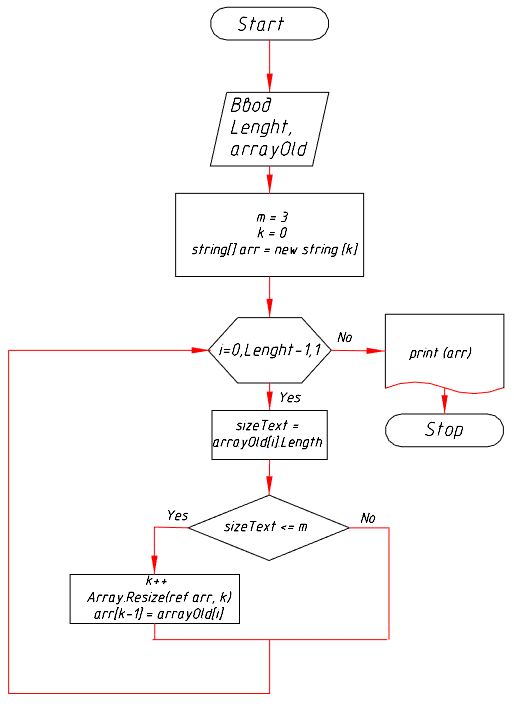 Start
Ввод
Lenght,
arrayOld
m = 3
k = 0
string[] arr = new string [k]
i=0,Lenght-1,1
No
print (arr)
Stop
Yes
sizeText =
arrayOld[i].Length
sizeText <= m
Yes
No
k++
Array.Resize(ref arr, k)
arr[k-1] = arrayOld[i]